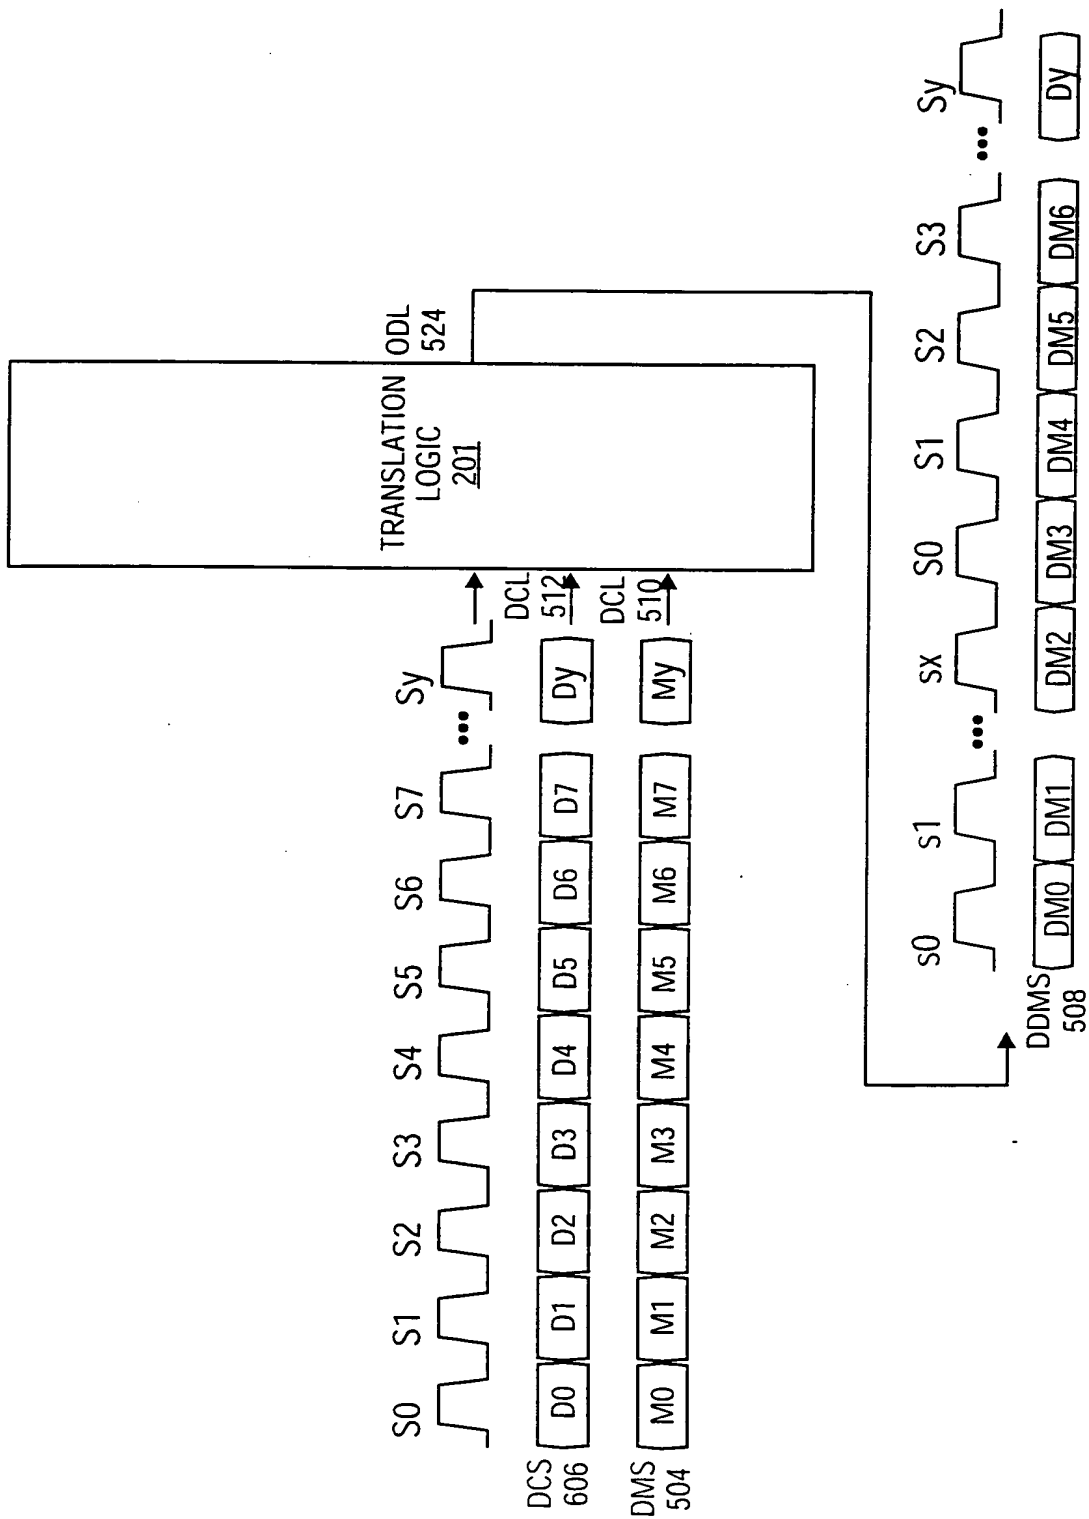 S0 S1 S2 S3 S4 S5 S6 S7 ••• Sy
DCS
606
D0 D1 D2 D3 D4 D5 D6 D7 Dy
DMS
504
M0 M1 M2 M3 M4 M5 M6 M7 My
DCL
512
DCL
510
TRANSLATION
LOGIC
201
ODL
524
s0 s1 ••• sx S0 S1 S2 S3 ••• Sy
DDMS
508
DM0 DM1 DM2 DM3 DM4 DM5 DM6 Dy